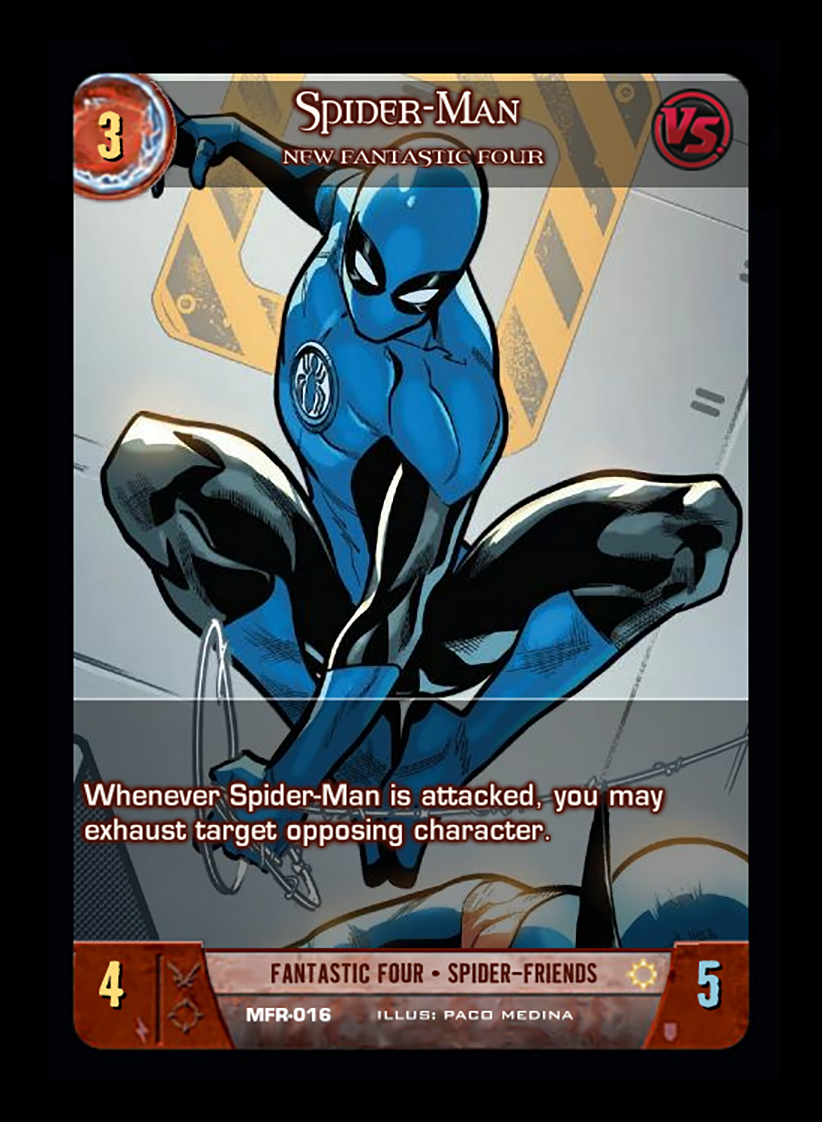 3
Spider-Man
VS.
NEW FANTASTIC FOUR
Whenever Spider-Man is attacked, you may
exhaust target opposing character.
4
FANTASTIC FOUR • SPIDER-FRIENDS
5
MFR-016 ILLUS: PACO MEDINA